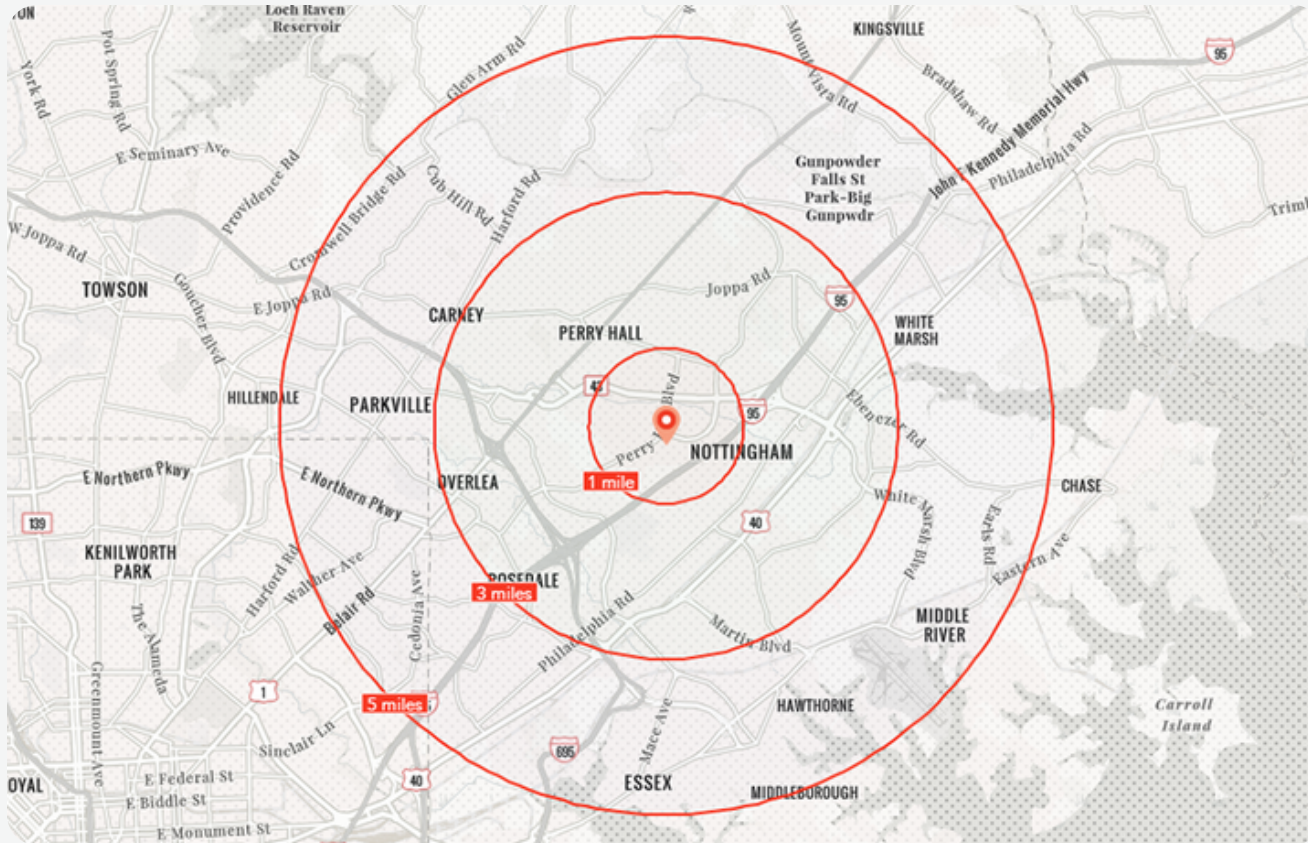 Loch Raven
Reservoir
KINGSVILLE
95
York Rd
Pot Spring Rd
Glen Arm Rd
Mount Vista Rd
Bradshaw Rd
John F Kennedy Memorial Hwy
Philadelphia Rd
E Seminary Ave
Providence Rd
Cromwell Bridge Rd
Cub Hill Rd
Harford Rd
Gunpowder
Falls St
Park-Big
Gunpwdr
W Joppa Rd
TOWSON
Goucher Blvd
E Joppa Rd
CARNEY
PERRY HALL
Joppa Rd
95
WHITE
MARSH
HILLENDALE
PARKVILLE
43
Blvd
95
Ebenezer Rd
Perry
NOTTINGHAM
E Northern Pkwy
E Northern Pkwy
OVERLEA
1 mile
CHASE
White Marsh Blvd
Earls Rd
Eastern Ave
139
40
KENILWORTH
PARK
Harford Rd
Walther Ave
Belair Rd
Cedonia Ave
ROSEDALE
3 miles
Philadelphia Rd
Martin Blvd
MIDDLE
RIVER
The Alameda
Greenmount Ave
1
5 miles
Sinclair Ln
HAWTHORNE
Carroll
Island
Mace Ave
695
40
ESSEX
MIDDLEBOROUGH
OYAL
E Federal St
E Biddle St
E Monument St